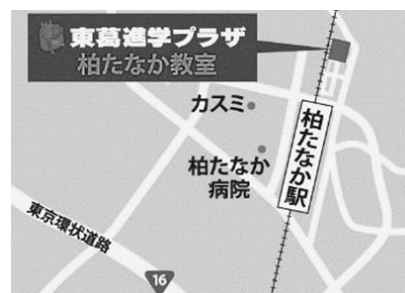 東葛進学プラザ
柏たなか教室
カスミ
柏たなか駅
柏たなか
病院
東京環状道路
16